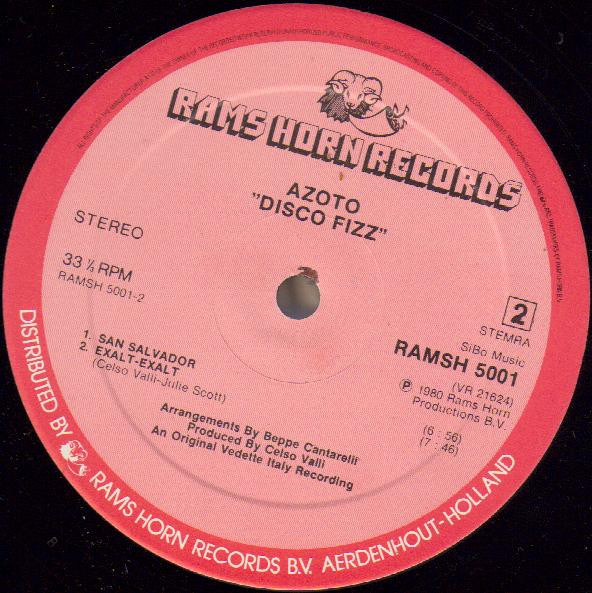 RAMS HORN RECORDS
AZOTO
"DISCO FIZZ"
STEREO
33 ⅓ RPM
RAMSH 5001-2
2
STEMRA
SiBo Music
RAMSH 5001
(VR 21624)
Ⓟ 1980 Rams Horn
Productions B.V.
1. SAN SALVADOR (6 : 56)
2. EXALT-EXALT (7 : 46)
(Celso Valli-Julie Scott)
Arrangements By Beppe Cantarelli
Produced By Celso Valli
An Original Vedette Italy Recording
DISTRIBUTED BY RAMS HORN RECORDS B.V. AERDENHOUT-HOLLAND